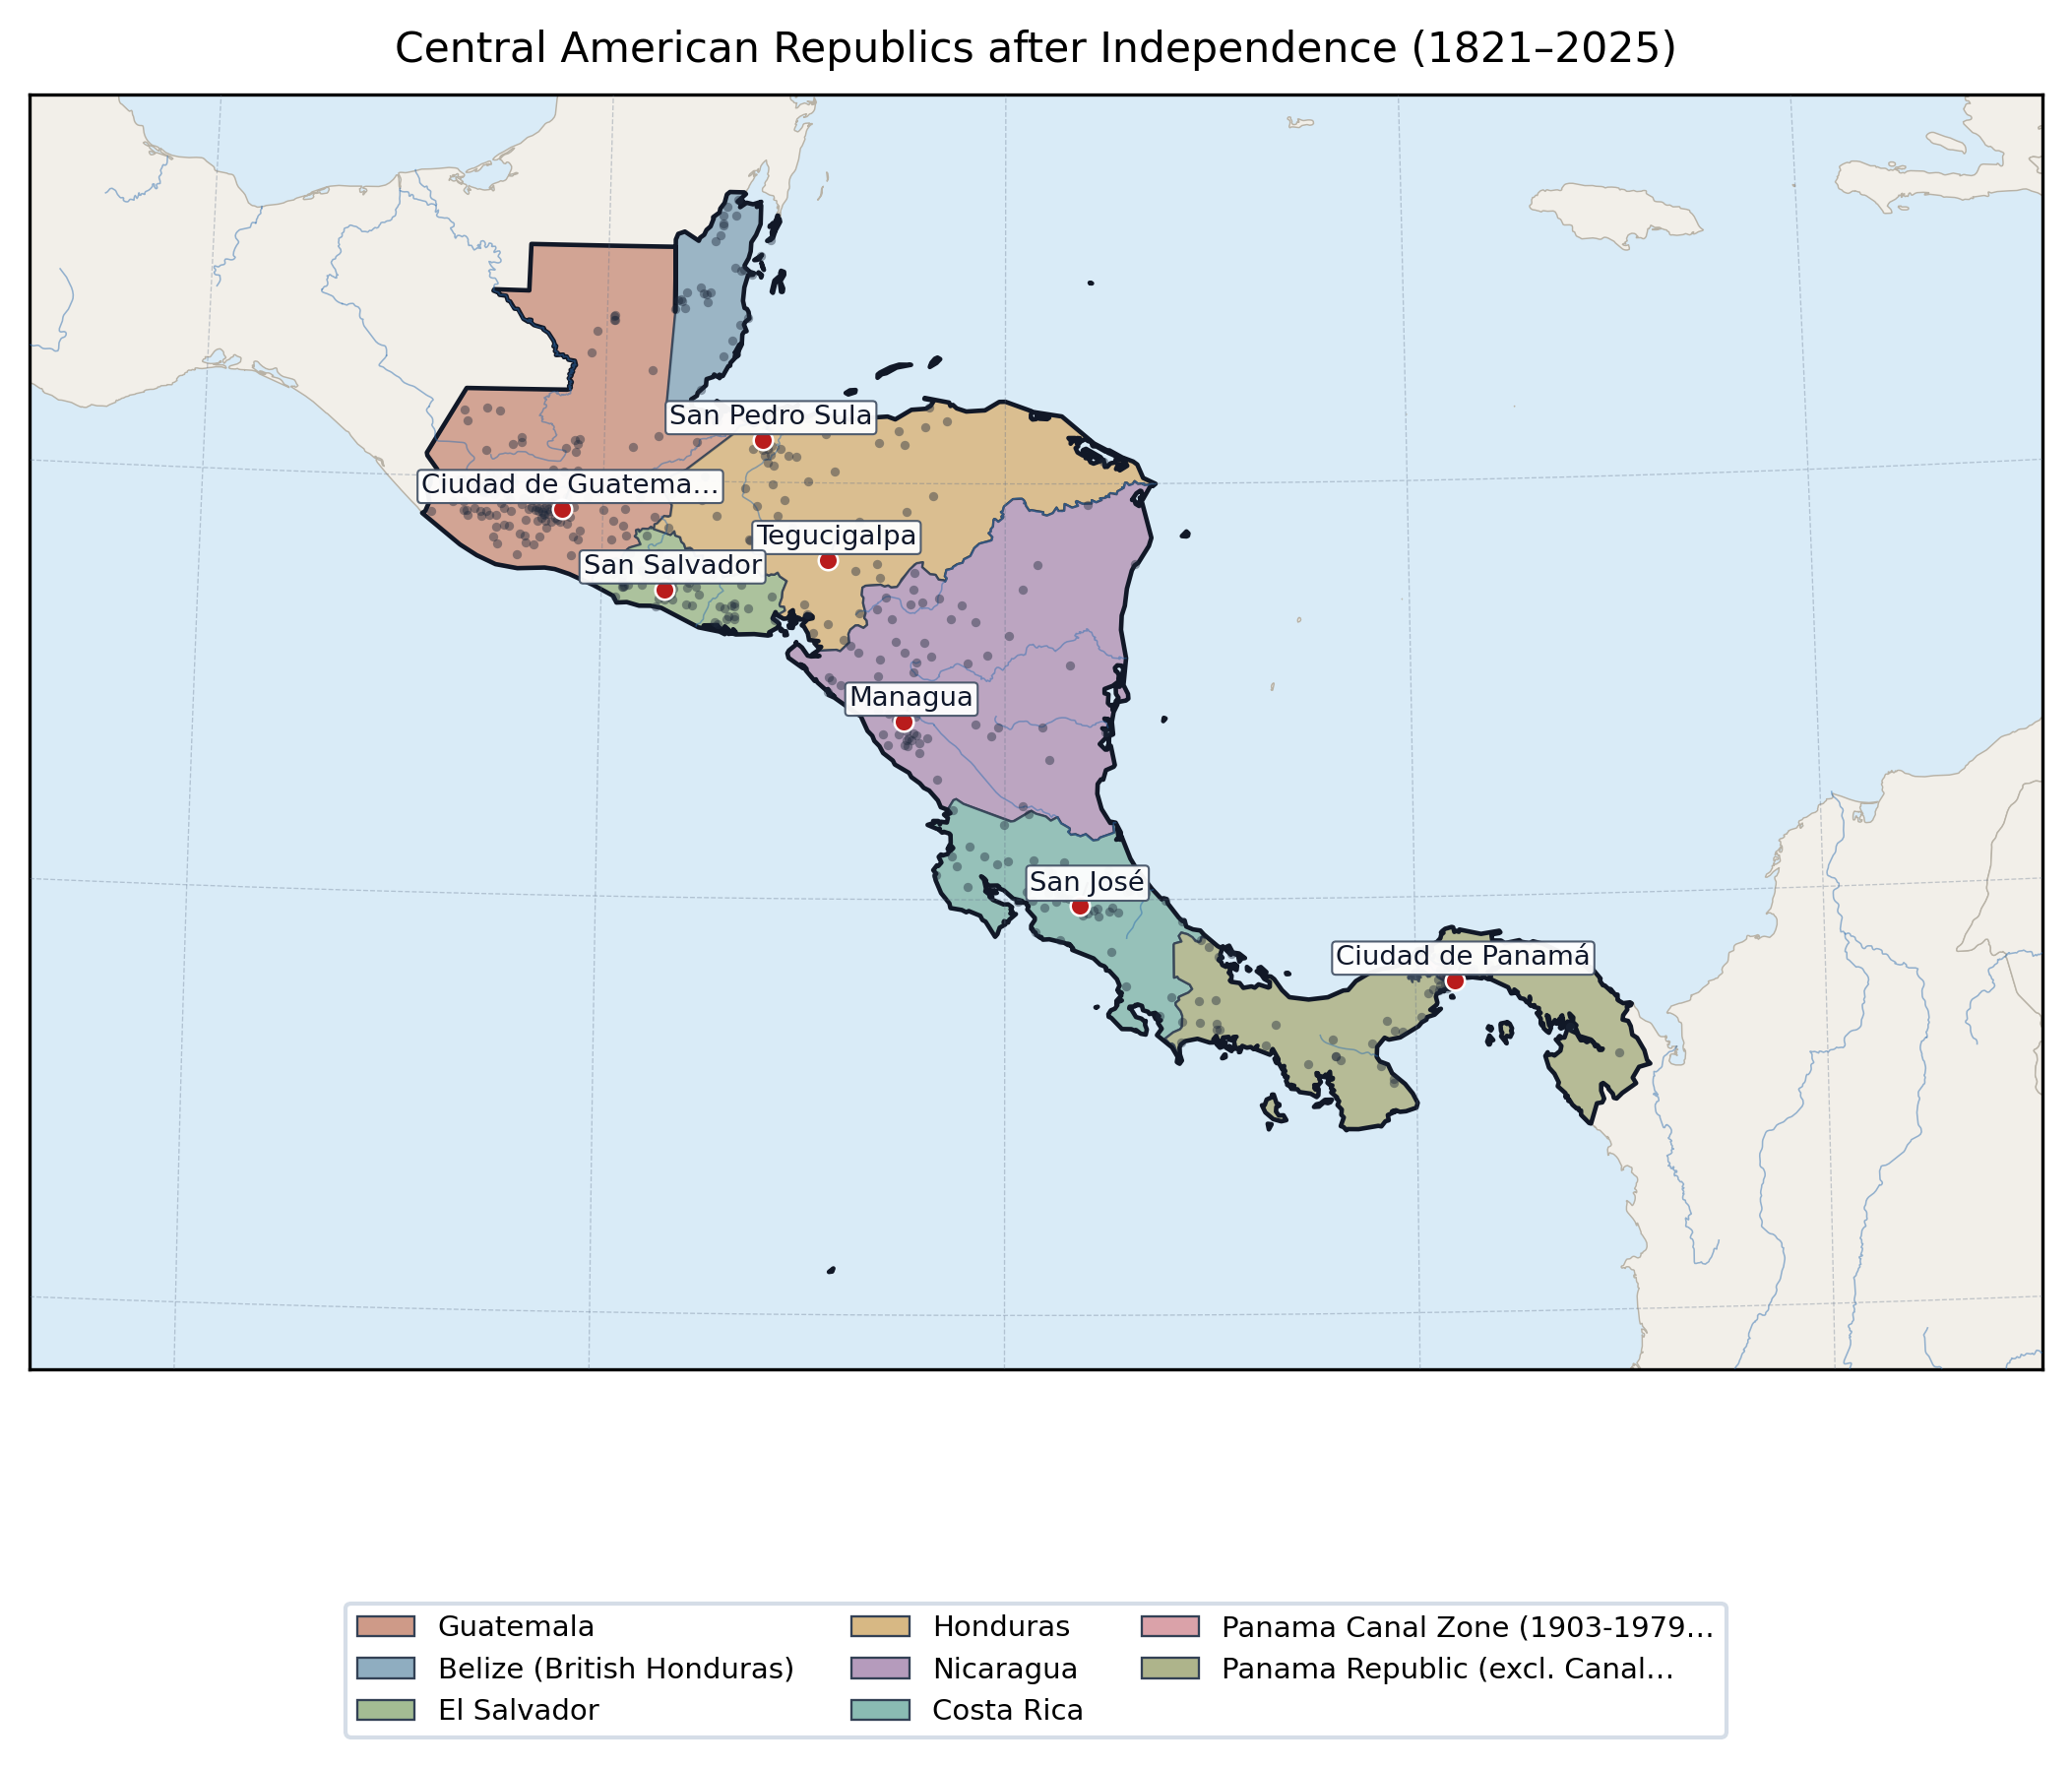 Central American Republics after Independence (1821–2025)
San Pedro Sula
Ciudad de Guatema...
Tegucigalpa
San Salvador
Managua
San José
Ciudad de Panamá
Guatemala
Belize (British Honduras)
El Salvador
Honduras
Nicaragua
Costa Rica
Panama Canal Zone (1903-1979...
Panama Republic (excl. Canal...